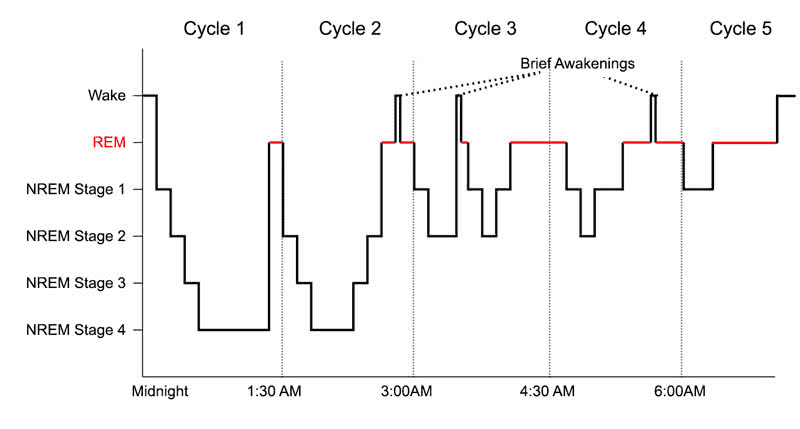 Cycle 1
Cycle 2
Cycle 3
Cycle 4
Cycle 5
Brief Awakenings
Wake
REM
NREM Stage 1
NREM Stage 2
NREM Stage 3
NREM Stage 4
Midnight
1:30 AM
3:00AM
4:30 AM
6:00AM